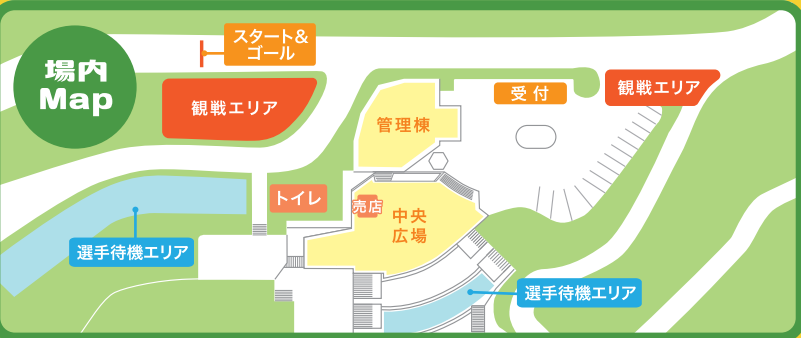 場内
Map
スタート&
ゴール
観戦エリア
受付
観戦エリア
管理棟
トイレ
売店
中央
広場
選手待機エリア
選手待機エリア